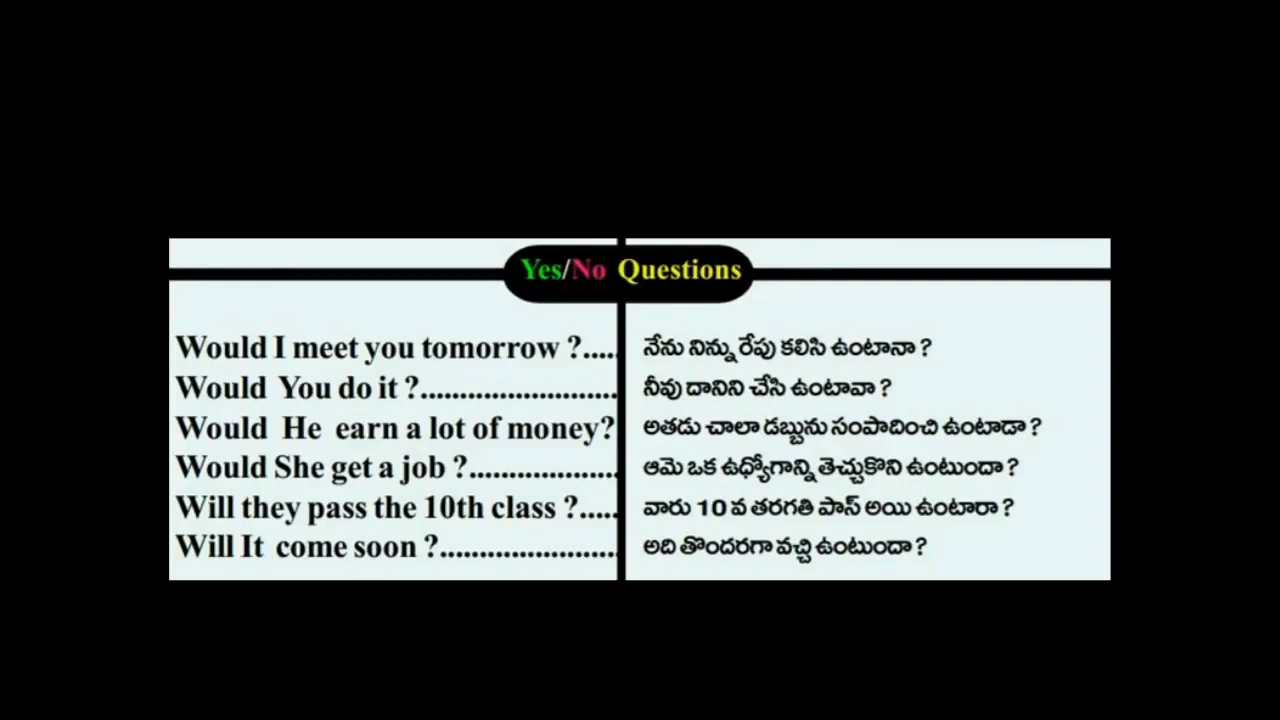 Yes/No Questions
Would I meet you tomorrow ?..... నేను నిన్ను రేపు కలిసి ఉంటానా ?
Would You do it ?......................... నీవు దానిని చేసి ఉంటావా ?
Would He earn a lot of money? అతడు చాలా డబ్బును సంపాదించి ఉంటాడా ?
Would She get a job ?................... ఆమె ఒక ఉధ్యోగాన్ని తెచ్చుకొని ఉంటుందా ?
Will they pass the 10th class ?..... వారు 10 వ తరగతి పాస్ అయి ఉంటారా ?
Will It come soon ?....................... అది తొందరగా వచ్చి ఉంటుందా ?